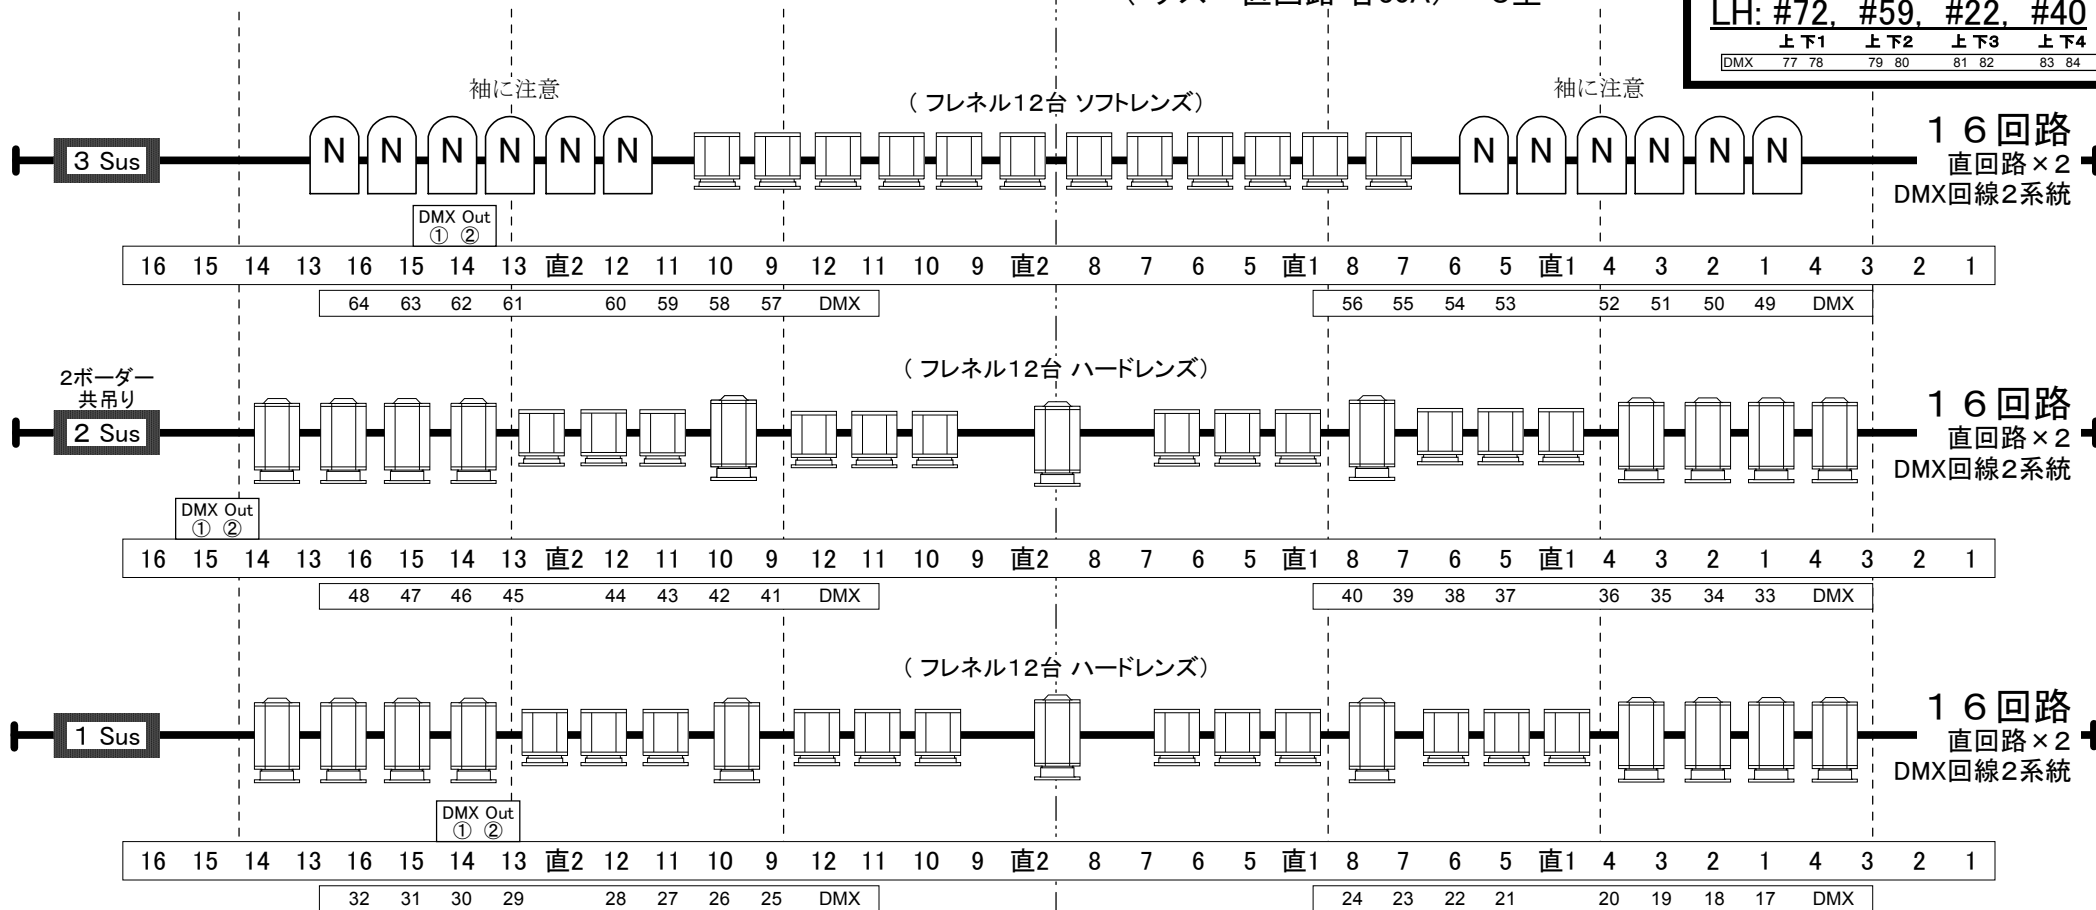 LH: #72, #59, #22, #40
上 下1 上 下2 上 下3 上 下4
DMX 77 78 79 80 81 82 83 84
袖に注意
( フレネル12台 ソフトレンズ)
袖に注意
3 Sus
N N N N N N
N N N N N N
16回路
直回路×2
DMX回線2系統
DMX Out
① ②
16 15 14 13 16 15 14 13 直2 12 11 10 9 12 11 10 9 直2 8 7 6 5 直1 8 7 6 5 直1 4 3 2 1 4 3 2 1
64 63 62 61 60 59 58 57 DMX
56 55 54 53 52 51 50 49 DMX
( フレネル12台 ハードレンズ)
2ボーダー
共吊り
2 Sus
16回路
直回路×2
DMX回線2系統
DMX Out
① ②
16 15 14 13 16 15 14 13 直2 12 11 10 9 12 11 10 9 直2 8 7 6 5 直1 8 7 6 5 直1 4 3 2 1 4 3 2 1
48 47 46 45 44 43 42 41 DMX
40 39 38 37 36 35 34 33 DMX
( フレネル12台 ハードレンズ)
1 Sus
16回路
直回路×2
DMX回線2系統
DMX Out
① ②
16 15 14 13 16 15 14 13 直2 12 11 10 9 12 11 10 9 直2 8 7 6 5 直1 8 7 6 5 直1 4 3 2 1 4 3 2 1
32 31 30 29 28 27 26 25 DMX
24 23 22 21 20 19 18 17 DMX